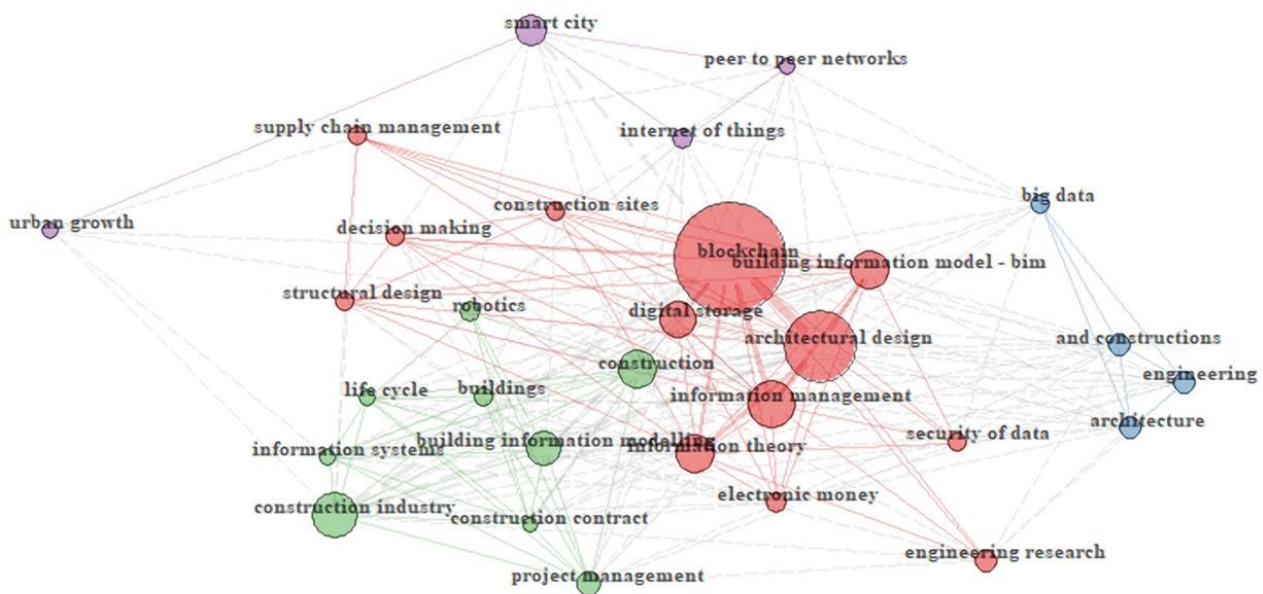 smart city
peer to peer networks
supply chain management
internet of things
urban growth
construction sites
big data
decision making
blockchain
building information model - bim
structural design
robotics
digital storage
architectural design
and constructions
construction
engineering
life cycle
buildings
information management
architecture
information systems
building information modelling
information theory
security of data
construction industry
electronic money
construction contract
engineering research
project management